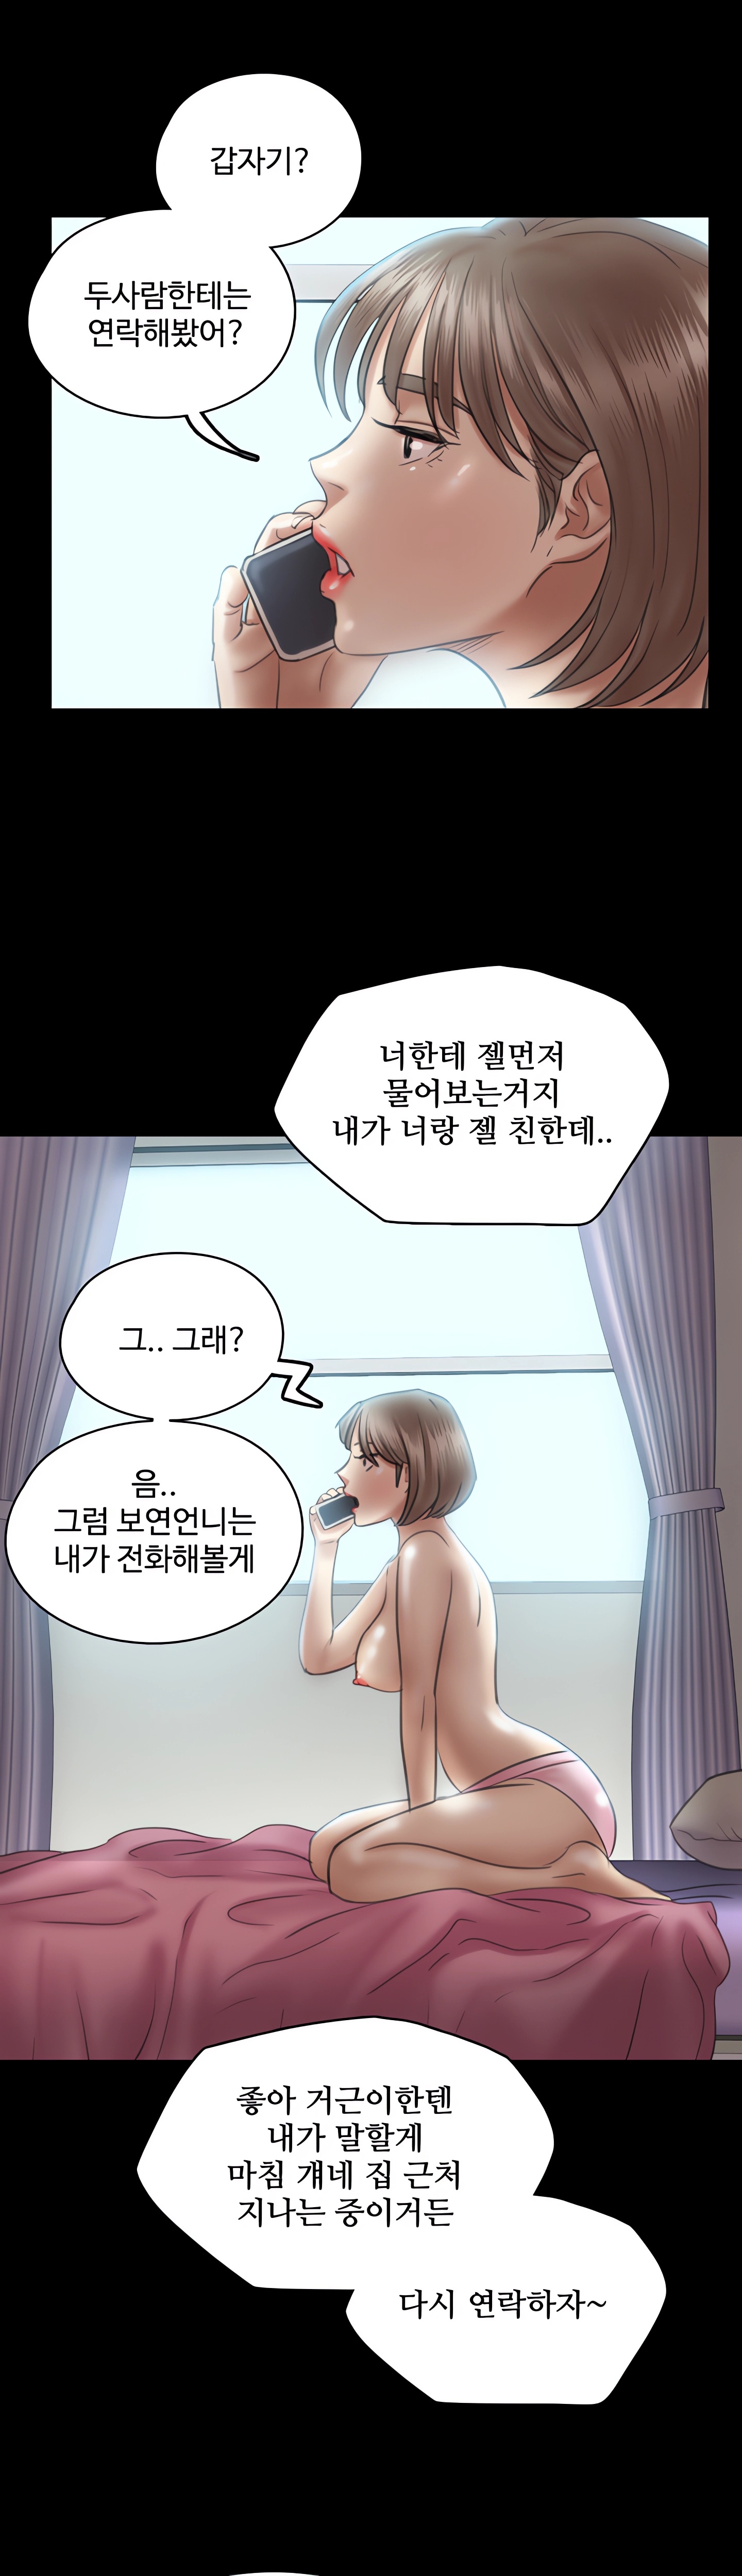 갑자기?
두사람한테는
연락해봤어?
너한테 젤먼저
물어보는거지
내가 너랑 젤 친한데..
그.. 그래?
음..
그럼 보연언니는
내가 전화해볼게
좋아 거근이한텐
내가 말할게
마침 걔네 집 근처
지나는 중이거든
다시 연락하자~